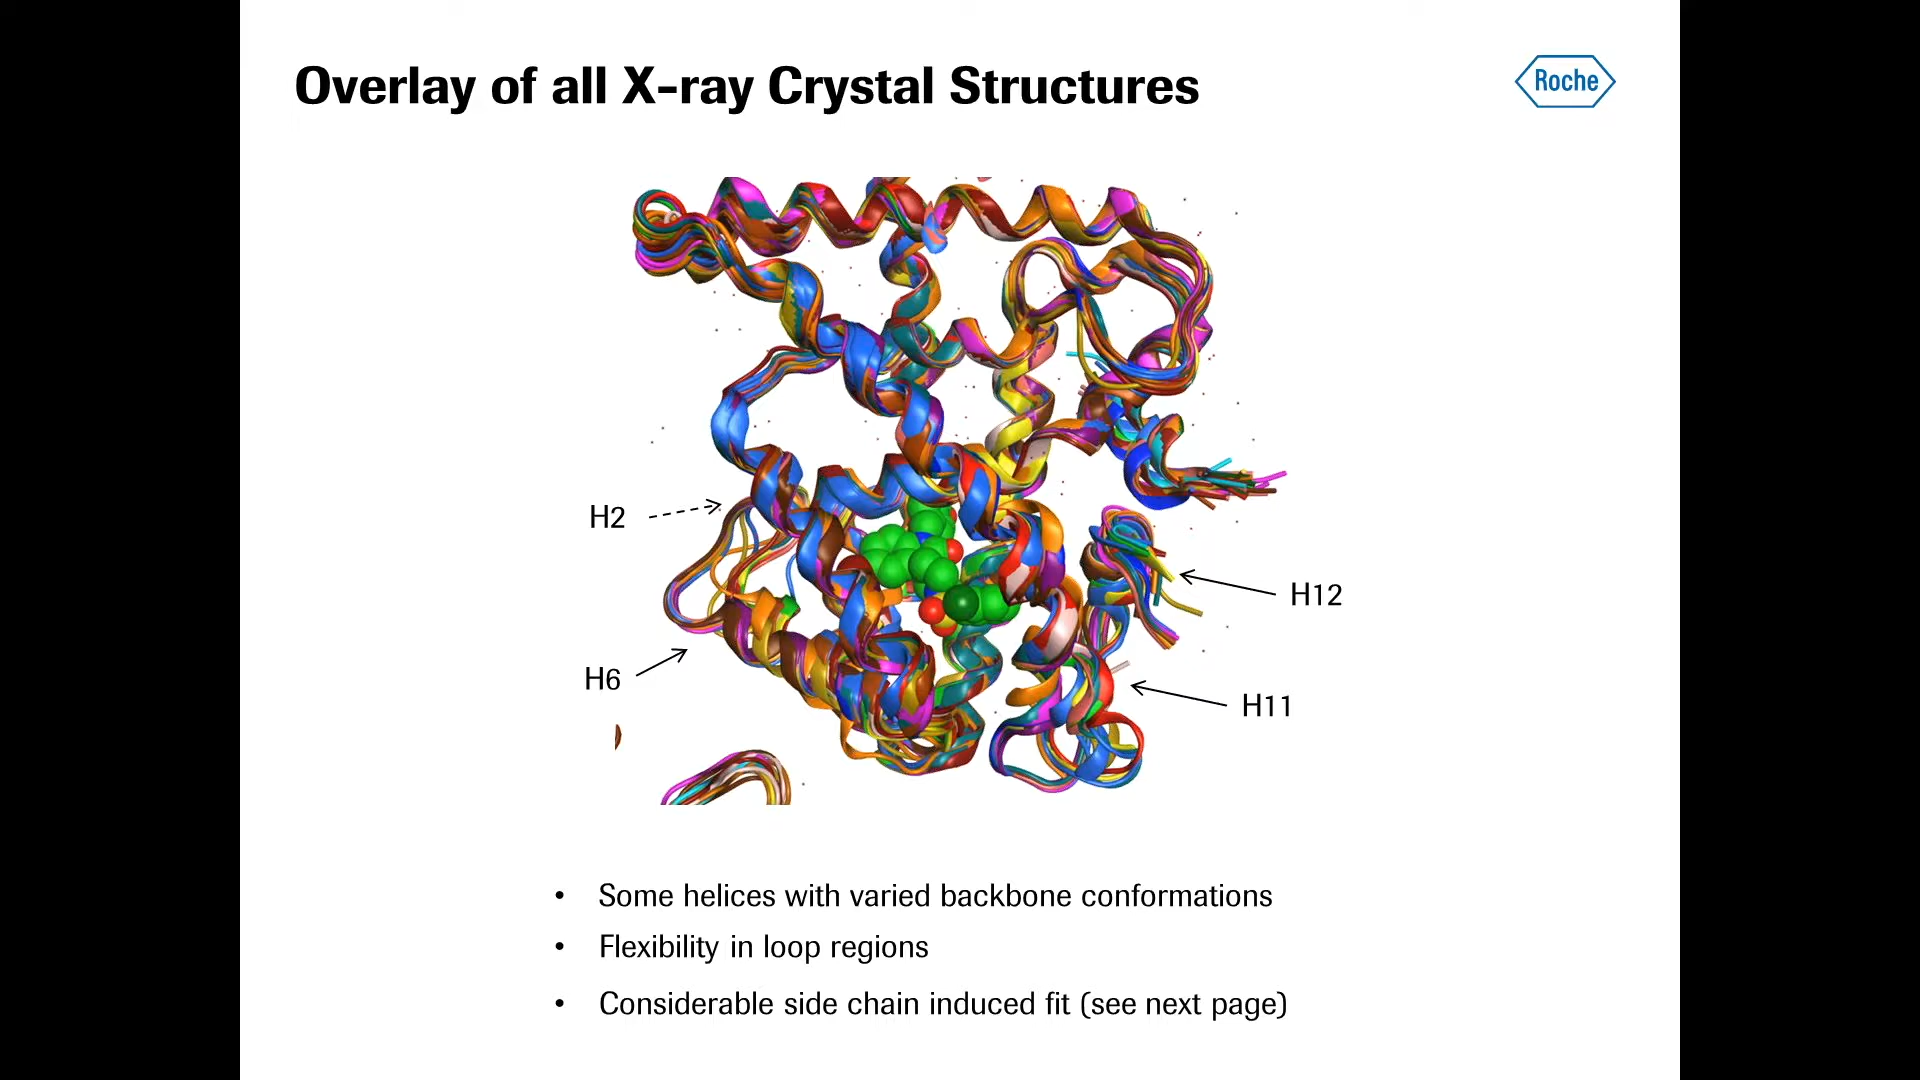 Overlay of all X-ray Crystal Structures
Roche
H2
H12
H6
H11
• Some helices with varied backbone conformations
• Flexibility in loop regions
• Considerable side chain induced fit (see next page)